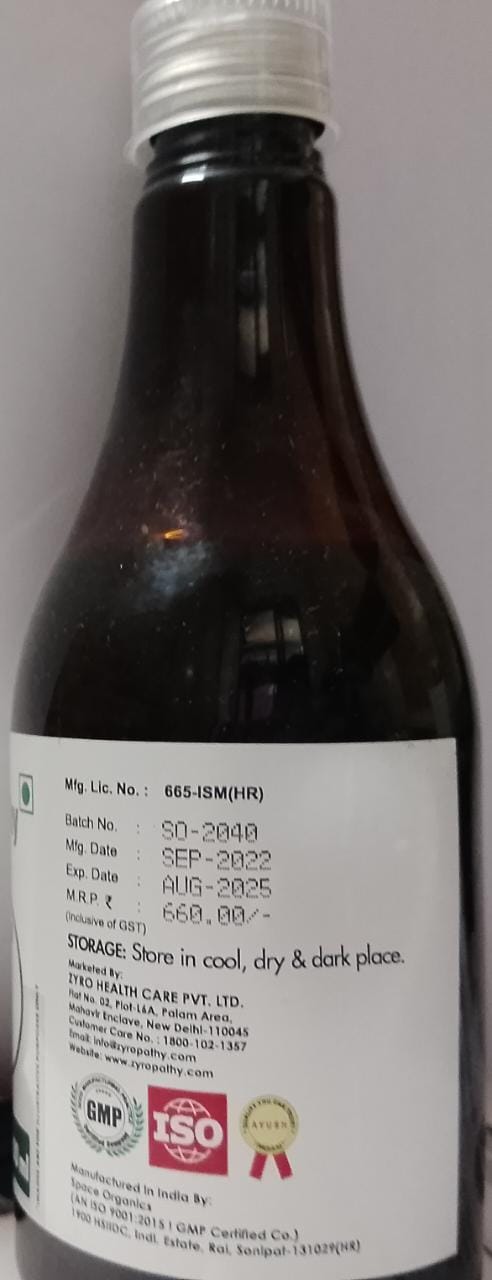 Mfg. Lic. No. : 665-ISM(HR)
Batch No. : SO-2040
Mfg. Date : SEP-2022
Exp. Date : AUG-2025
M.R.P. ₹ : 660.00/-
(Inclusive of GST)
STORAGE: Store in cool, dry & dark place.
Marketed By:
ZYRO HEALTH CARE PVT. LTD.
Flat No. 02, Plot-L6A, Palam Area,
Mahavir Enclave, New Delhi-110045
Customer Care No. : 1800-102-1357
Email: info@zyropathy.com
Website: www.zyropathy.com
GMP
ISO
AYUSH
Manufactured in India By:
Space Organics
(AN ISO 9001:2015 | GMP Certified Co.)
1900 HSIIDC, Indl. Estate, Rai, Sonipat-131029(HR)